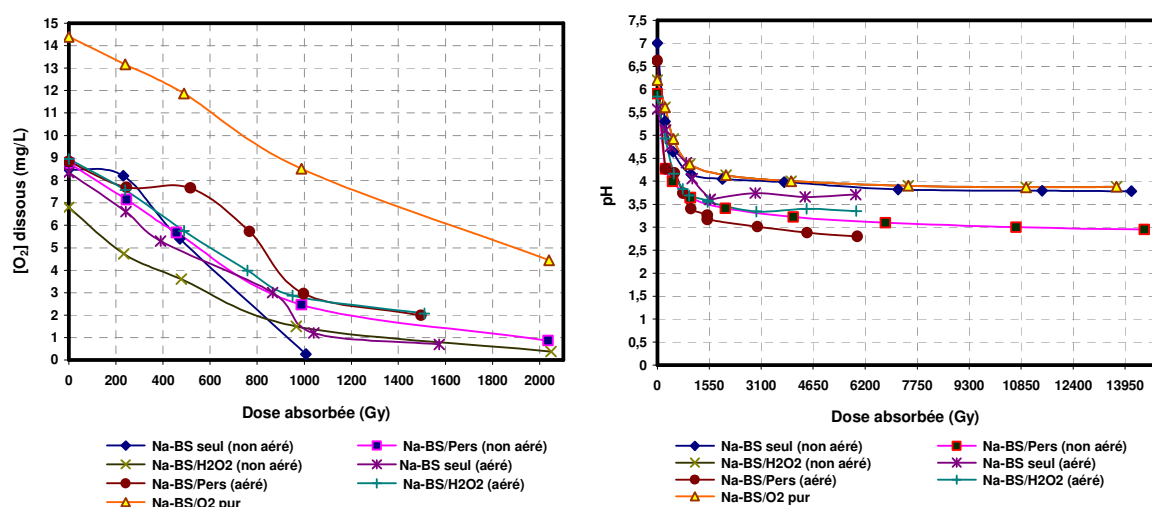 15
14
13
12
11
10
9
8
7
6
5
4
3
2
1
0
[O₂] dissous (mg/L)
0 200 400 600 800 1000 1200 1400 1600 1800 2000
Dose absorbée (Gy)
Na-BS seul (non aéré) Na-BS/Pers (non aéré)
Na-BS/H2O2 (non aéré) Na-BS seul (aéré)
Na-BS/Pers (aéré) Na-BS/H2O2 (aéré)
Na-BS/O2 pur
7,5
7
6,5
6
5,5
5
4,5
4
3,5
3
2,5
2
1,5
1
0,5
0
pH
0 1550 3100 4650 6200 7750 9300 10850 12400 13950
Dose absorbée (Gy)
Na-BS seul (non aéré) Na-BS/Pers (non aéré)
Na-BS/H2O2 (non aéré) Na-BS seul (aéré)
Na-BS/Pers (aéré) Na-BS/H2O2 (aéré)
Na-BS/O2 pur